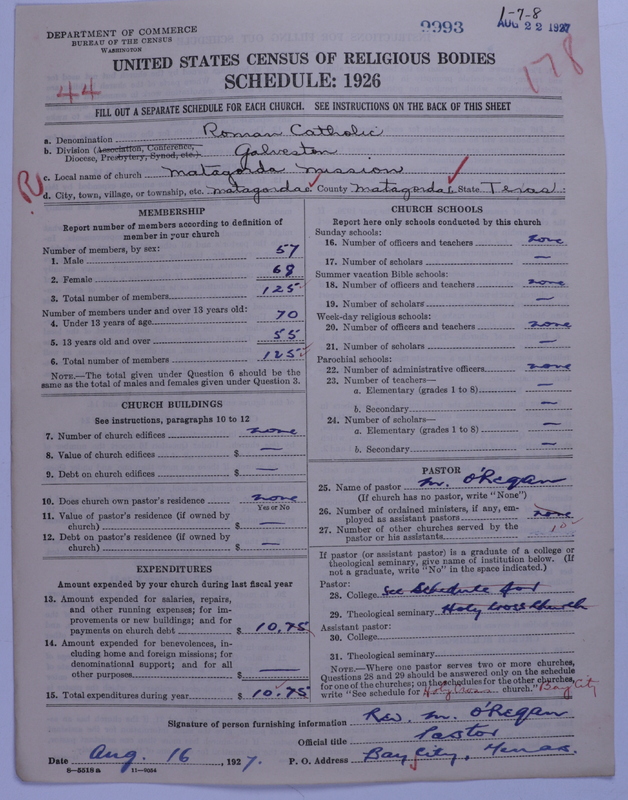 DEPARTMENT OF COMMERCE
BUREAU OF THE CENSUS
WASHINGTON
9993
1-7-8
AUG 22 1927
UNITED STATES CENSUS OF RELIGIOUS BODIES
SCHEDULE: 1926
44
178
FILL OUT A SEPARATE SCHEDULE FOR EACH CHURCH. SEE INSTRUCTIONS ON THE BACK OF THIS SHEET
a. Denomination Roman Catholic
b. Division (Association, Conference, Diocese, Presbytery, Synod, etc.) Galveston
c. Local name of church Matagorda Mission
d. City, town, village, or township, etc. Matagorda County Matagorda State Texas
MEMBERSHIP
Report number of members according to definition of
member in your church
Number of members, by sex:
1. Male 57
2. Female 68
3. Total number of members 125
Number of members under and over 13 years old:
4. Under 13 years of age 70
5. 13 years old and over 55
6. Total number of members 125
NOTE.—The total given under Question 6 should be the
same as the total of males and females given under Question 3.
CHURCH BUILDINGS
See instructions, paragraphs 10 to 12
7. Number of church edifices none
8. Value of church edifices $ —
9. Debt on church edifices $ —
10. Does church own pastor's residence none
Yes or No
11. Value of pastor's residence (if owned by
church) $ —
12. Debt on pastor's residence (if owned by
church) $ —
EXPENDITURES
Amount expended by your church during last fiscal year
13. Amount expended for salaries, repairs,
and other running expenses; for im-
provements or new buildings; and for
payments on church debt $ 10,75
14. Amount expended for benevolences, in-
cluding home and foreign missions; for
denominational support; and for all
other purposes $ —
15. Total expenditures during year $ 10.75
CHURCH SCHOOLS
Report here only schools conducted by this church
Sunday schools:
16. Number of officers and teachers none
17. Number of scholars —
Summer vacation Bible schools:
18. Number of officers and teachers none
19. Number of scholars —
Week-day religious schools:
20. Number of officers and teachers none
21. Number of scholars —
Parochial schools:
22. Number of administrative officers none
23. Number of teachers—
a. Elementary (grades 1 to 8) —
b. Secondary —
24. Number of scholars—
a. Elementary (grades 1 to 8) —
b. Secondary —
PASTOR
25. Name of pastor M. O'Regan
(If church has no pastor, write "None")
26. Number of ordained ministers, if any, em-
ployed as assistant pastors none
27. Number of other churches served by the
pastor or his assistants 10
If pastor (or assistant pastor) is a graduate of a college or
theological seminary, give name of institution below. (If
not a graduate, write "No" in the space indicated.)
Pastor:
28. College See Schedule for
29. Theological seminary Holy Cross Church
Assistant pastor:
30. College
31. Theological seminary
NOTE.—Where one pastor serves two or more churches,
Questions 28 and 29 should be answered only on the schedule
for one of the churches; on the schedules for the other churches,
write "See schedule for Holy Cross church." Bay City
Signature of person furnishing information Rev. M. O'Regan
Official title Pastor
Date Aug. 16, 1927. P. O. Address Bay City, Texas.
8—5518 a 11—9054